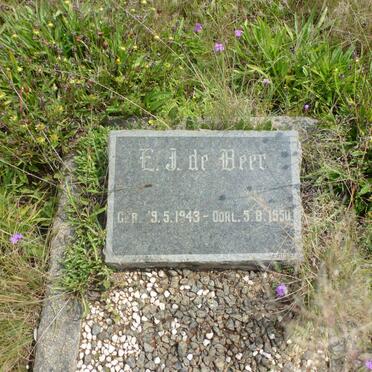 E. J. de Beer
GEB. 9.5.1943 - OORL. 5.8.1950